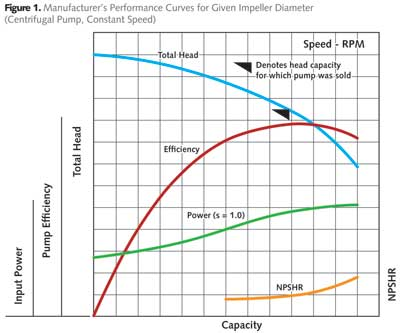 Figure 1. Manufacturer's Performance Curves for Given Impeller Diameter
(Centrifugal Pump, Constant Speed)
Speed - RPM
Total Head
Denotes head capacity
for which pump was sold
Efficiency
Power (s = 1.0)
NPSHR
Input Power
Pump Efficiency
Total Head
NPSHR
Capacity